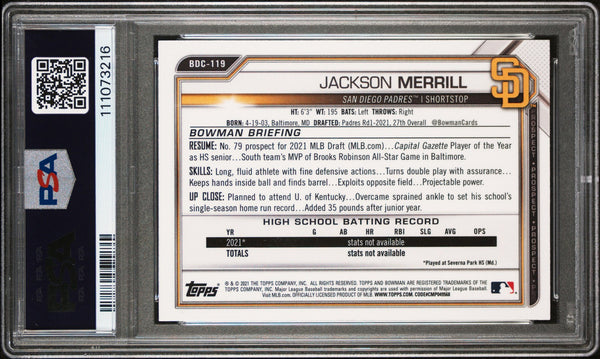 111073216
PSA
BDC-119
JACKSON MERRILL
SAN DIEGO PADRES™ | SHORTSTOP
SD
HT: 6'3" WT: 195 BATS: Left THROWS: Right
BORN: 4-19-03, Baltimore, MD DRAFTED: Padres Rd1-2021, 27th Overall @BowmanCards
BOWMAN BRIEFING
RESUME: No. 79 prospect for 2021 MLB Draft (MLB.com)...Capital Gazette Player of the Year
as HS senior...South team's MVP of Brooks Robinson All-Star Game in Baltimore.
SKILLS: Long, fluid athlete with fine defensive actions...Turns double play with assurance...
Keeps hands inside ball and finds barrel...Exploits opposite field...Projectable power.
UP CLOSE: Planned to attend U. of Kentucky...Overcame sprained ankle to set his school's
single-season home run record...Added 35 pounds after junior year.
HIGH SCHOOL BATTING RECORD
YR G AB HR RBI SLG AVG OPS
2021* stats not available
TOTALS stats not available
*Played at Severna Park HS (Md.)
PROSPECT • PROSPECT • PROSPECT • P
Topps
® & © 2021 THE TOPPS COMPANY, INC. ALL RIGHTS RESERVED. TOPPS AND BOWMAN ARE TRADEMARKS OF THE
TOPPS COMPANY, INC. Major League Baseball trademarks and copyrights are used with permission of Major League Baseball.
Visit MLB.com. OFFICIALLY LICENSED PRODUCT OF MLB. WWW.TOPPS.COM.